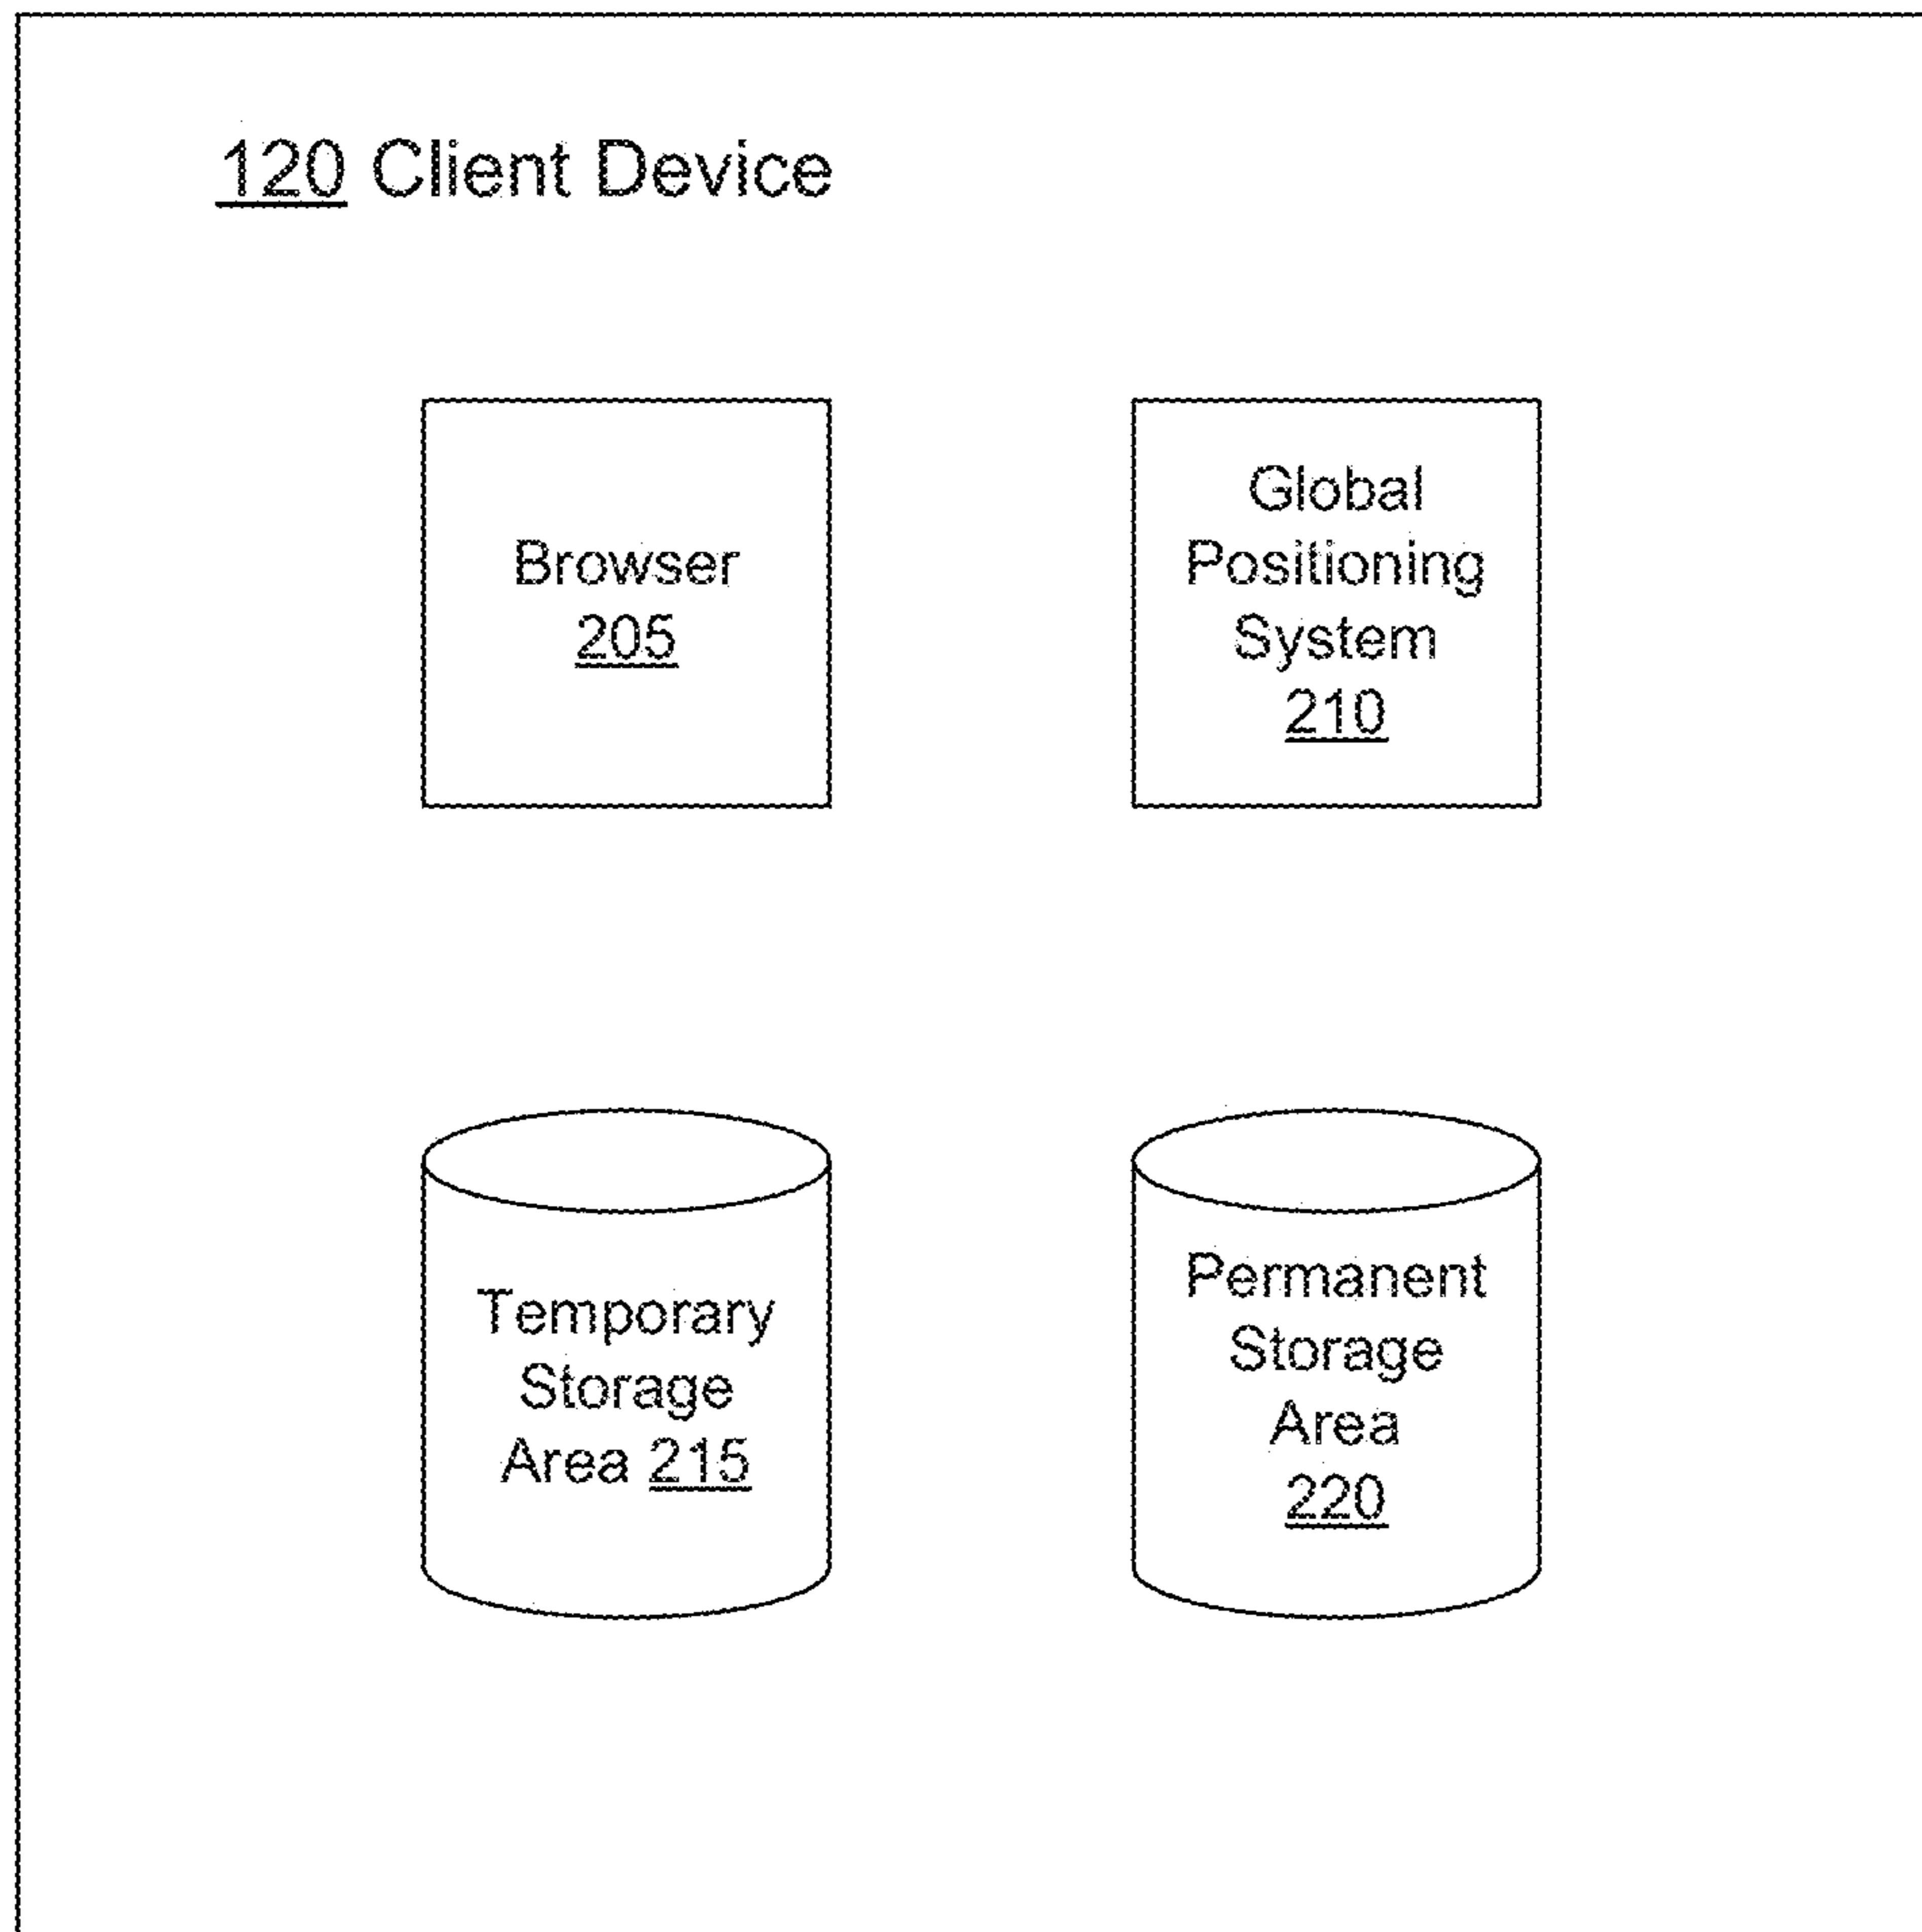 120 Client Device
Browser
205
Global
Positioning
System
210
Temporary
Storage
Area 215
Permanent
Storage
Area
220